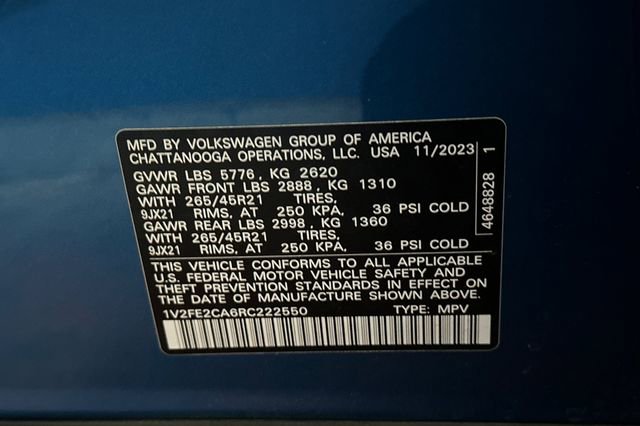 MFD BY VOLKSWAGEN GROUP OF AMERICA
CHATTANOOGA OPERATIONS, LLC. USA 11/2023
GVWR LBS 5776, KG 2620
GAWR FRONT LBS 2888, KG 1310
WITH 265/45R21 TIRES,
9JX21 RIMS, AT 250 KPA, 36 PSI COLD
GAWR REAR LBS 2998, KG 1360
WITH 265/45R21 TIRES,
9JX21 RIMS, AT 250 KPA, 36 PSI COLD
THIS VEHICLE CONFORMS TO ALL APPLICABLE
U.S. FEDERAL MOTOR VEHICLE SAFETY AND
THEFT PREVENTION STANDARDS IN EFFECT ON
THE DATE OF MANUFACTURE SHOWN ABOVE.
1V2FE2CA6RC222550 TYPE: MPV
4648828 1